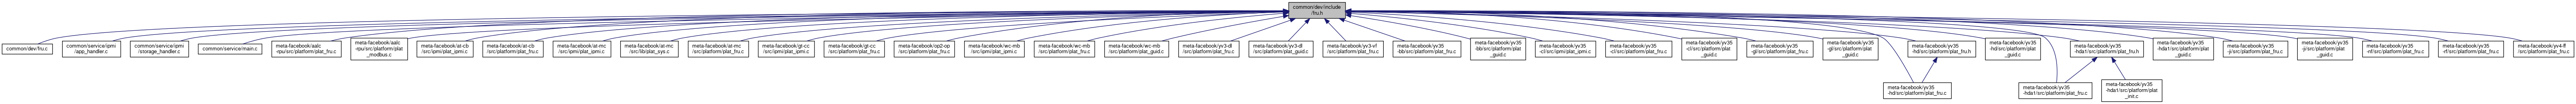 common/dev/include
/fru.h
common/dev/fru.c
common/service/ipmi
/app_handler.c
common/service/ipmi
/storage_handler.c
common/service/main.c
meta-facebook/aalc
-rpu/src/platform/plat_fru.c
meta-facebook/aalc
-rpu/src/platform/plat
_modbus.c
meta-facebook/at-cb
/src/ipmi/plat_ipmi.c
meta-facebook/at-cb
/src/platform/plat_fru.c
meta-facebook/at-mc
/src/ipmi/plat_ipmi.c
meta-facebook/at-mc
/src/lib/plat_sys.c
meta-facebook/at-mc
/src/platform/plat_fru.c
meta-facebook/gt-cc
/src/ipmi/plat_ipmi.c
meta-facebook/gt-cc
/src/platform/plat_fru.c
meta-facebook/op2-op
/src/platform/plat_fru.c
meta-facebook/wc-mb
/src/ipmi/plat_ipmi.c
meta-facebook/wc-mb
/src/platform/plat_fru.c
meta-facebook/wc-mb
/src/platform/plat_guid.c
meta-facebook/yv3-dl
/src/platform/plat_fru.c
meta-facebook/yv3-dl
/src/platform/plat_guid.c
meta-facebook/yv3-vf
/src/platform/plat_fru.c
meta-facebook/yv35
-bb/src/platform/plat_fru.c
meta-facebook/yv35
-bb/src/platform/plat
_guid.c
meta-facebook/yv35
-cl/src/ipmi/plat_ipmi.c
meta-facebook/yv35
-cl/src/platform/plat_fru.c
meta-facebook/yv35
-cl/src/platform/plat
_guid.c
meta-facebook/yv35
-gl/src/platform/plat_fru.c
meta-facebook/yv35
-gl/src/platform/plat
_guid.c
meta-facebook/yv35
-hd/src/platform/plat_fru.h
meta-facebook/yv35
-hd/src/platform/plat
_guid.c
meta-facebook/yv35
-hda1/src/platform/plat_fru.h
meta-facebook/yv35
-hda1/src/platform/plat
_guid.c
meta-facebook/yv35
-ji/src/platform/plat_fru.c
meta-facebook/yv35
-ji/src/platform/plat
_guid.c
meta-facebook/yv35
-rf/src/platform/plat_fru.c
meta-facebook/yv35
-rf/src/platform/plat_fru.c
meta-facebook/yv4-ff
/src/platform/plat_fru.c
meta-facebook/yv35
-hd/src/platform/plat_fru.c
meta-facebook/yv35
-hda1/src/platform/plat_fru.c
meta-facebook/yv35
-hda1/src/platform/plat
_init.c